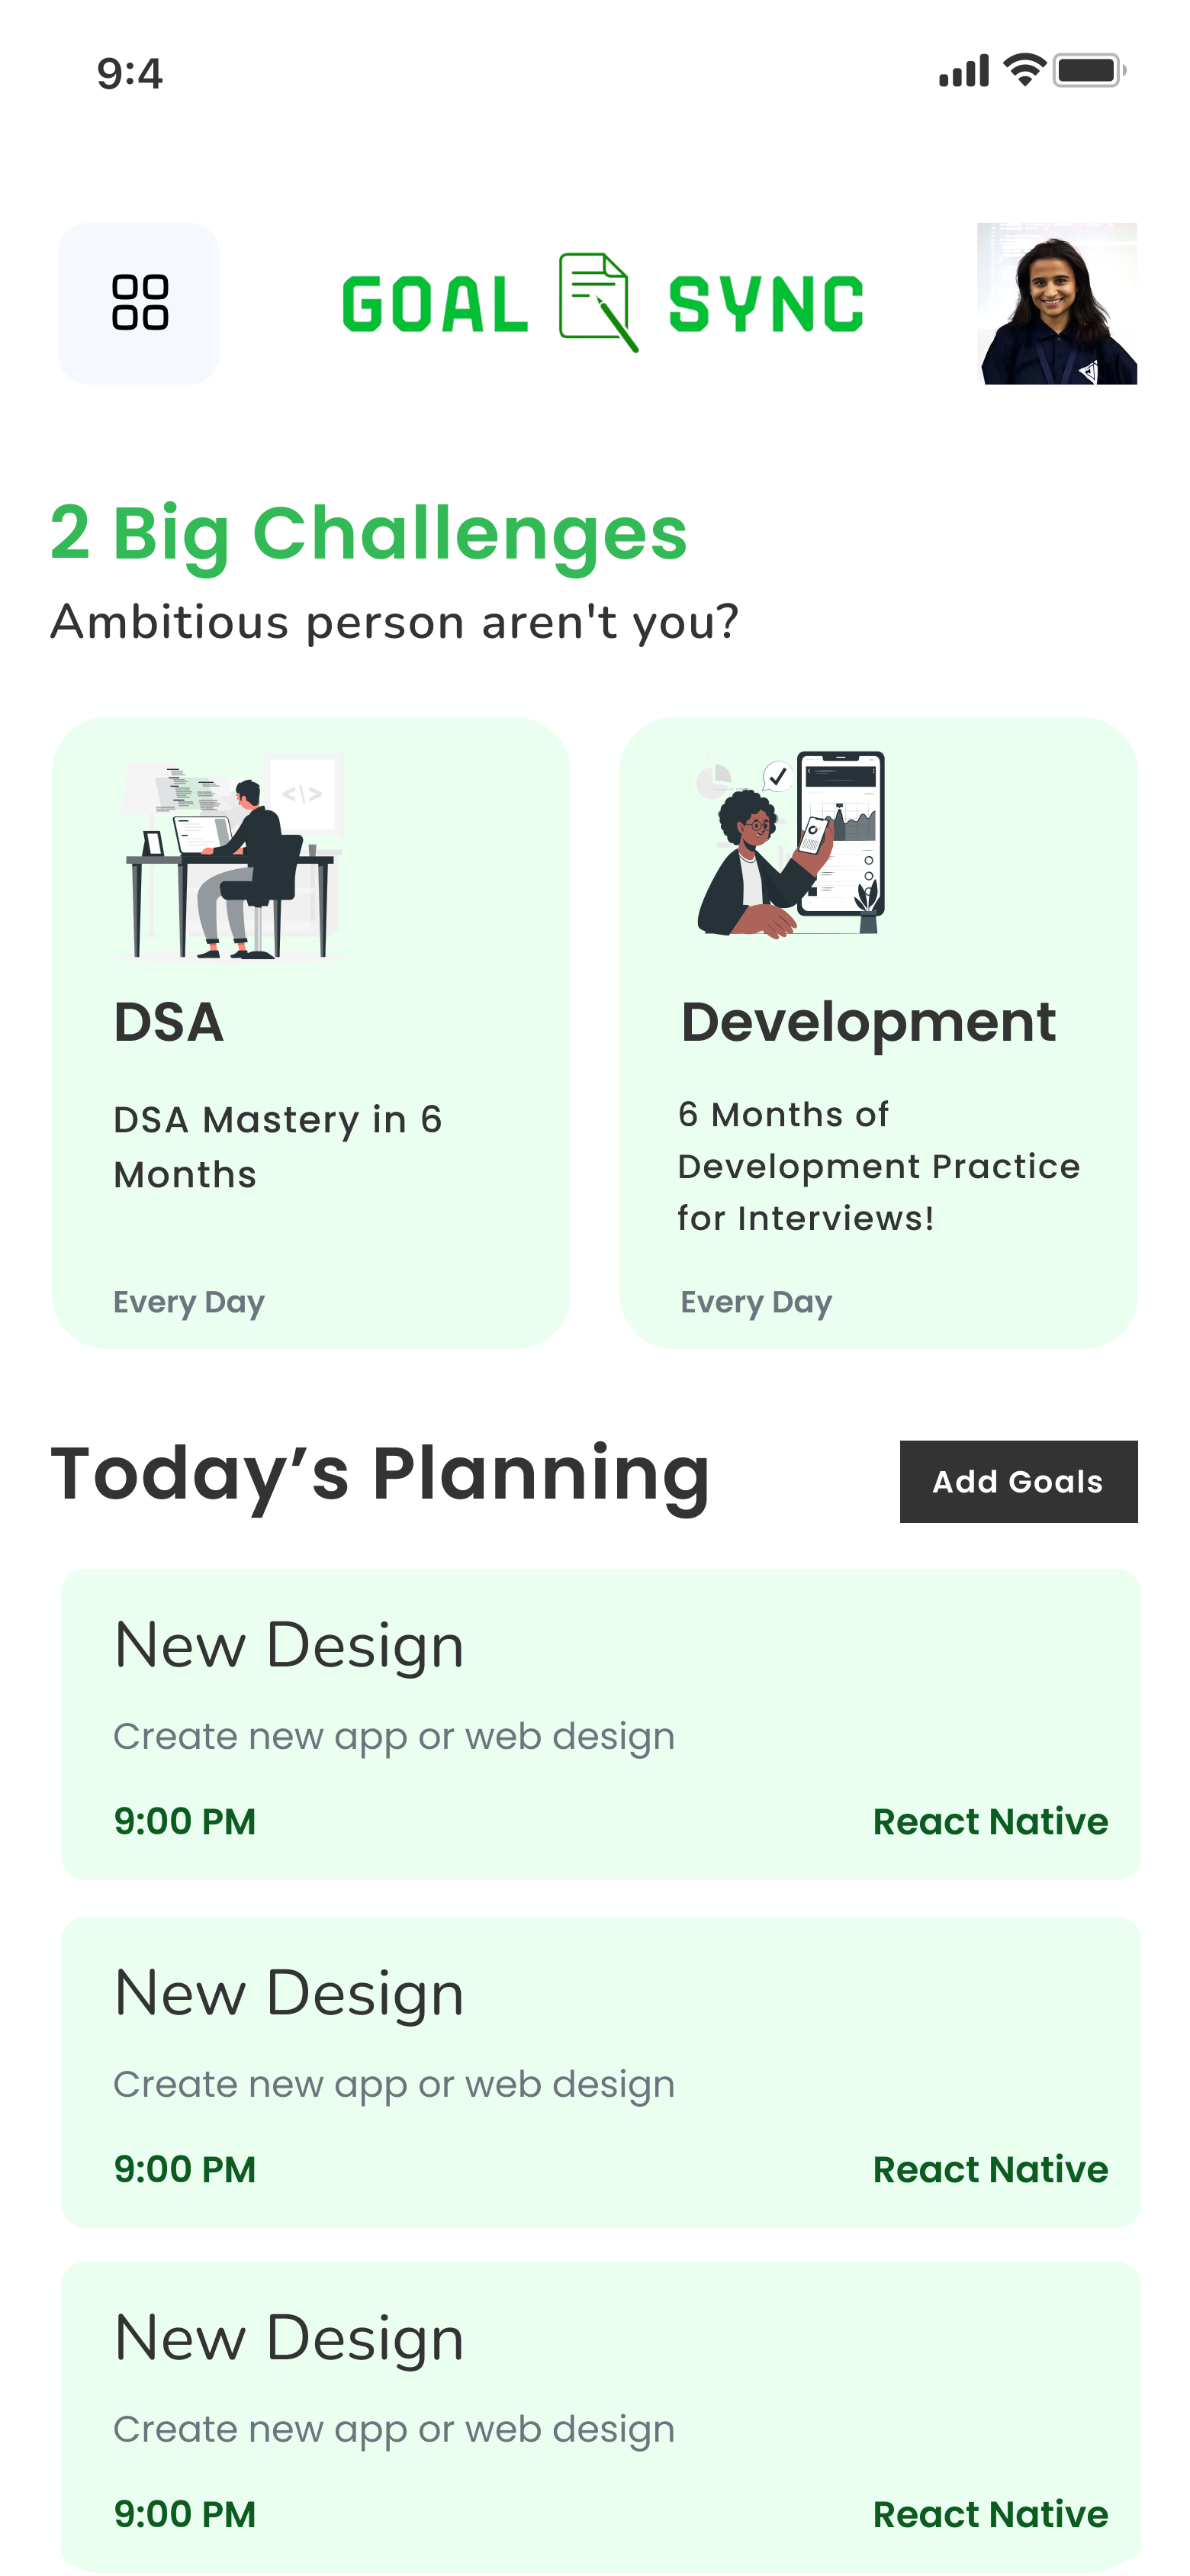 9:4
GOAL SYNC
2 Big Challenges
Ambitious person aren't you?
</>
DSA
DSA Mastery in 6
Months
Every Day
Development
6 Months of
Development Practice
for Interviews!
Every Day
Today’s Planning
Add Goals
New Design
Create new app or web design
9:00 PM
React Native
New Design
Create new app or web design
9:00 PM
React Native
New Design
Create new app or web design
9:00 PM
React Native